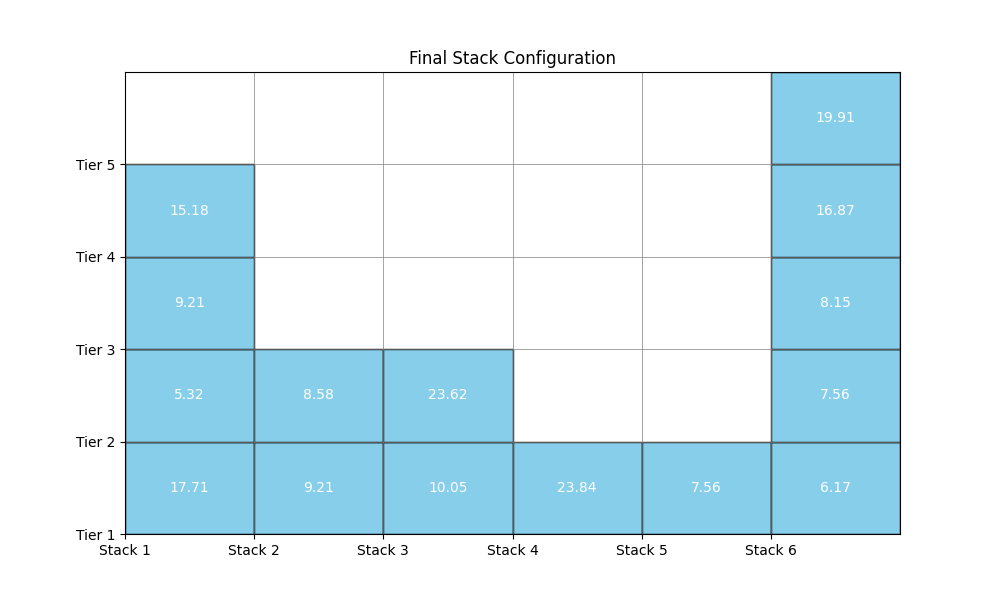 Final Stack Configuration
19.91
Tier 5
15.18
16.87
Tier 4
9.21
8.15
Tier 3
5.32
8.58
23.62
7.56
Tier 2
17.71
9.21
10.05
23.84
7.56
6.17
Tier 1
Stack 1
Stack 2
Stack 3
Stack 4
Stack 5
Stack 6